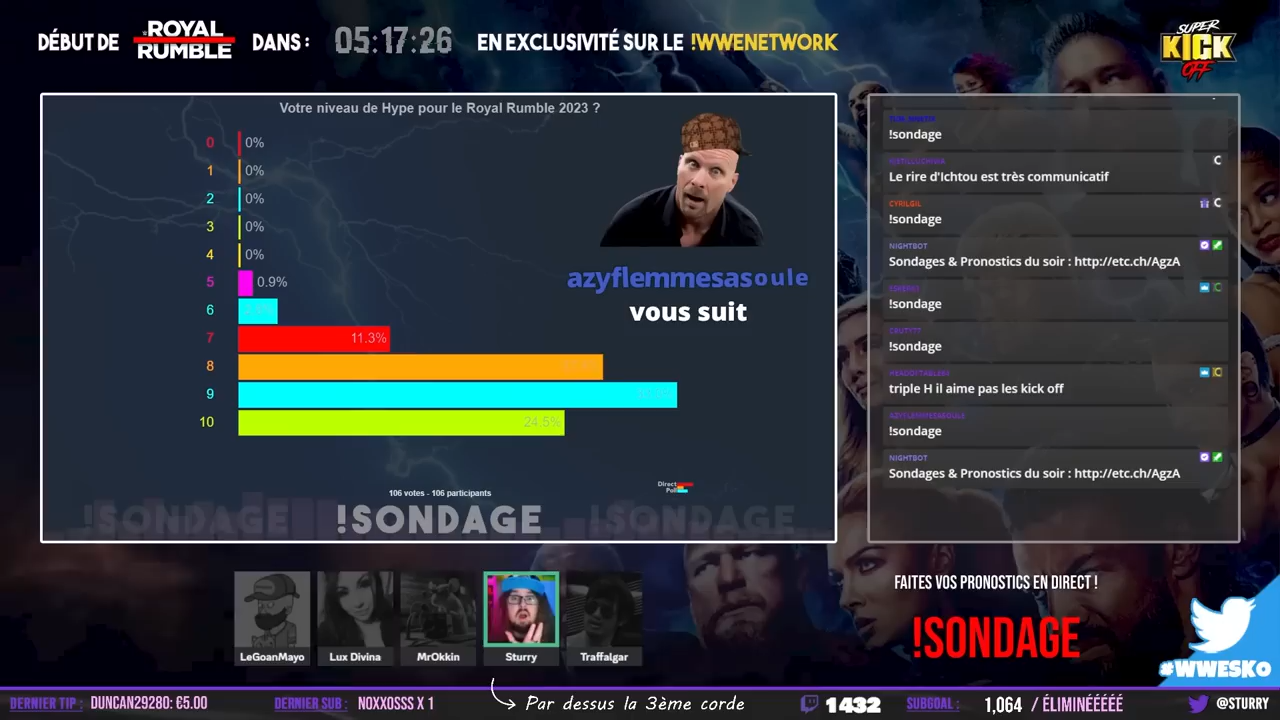 DÉBUT DE ROYAL RUMBLE DANS : 05:17:26 EN EXCLUSIVITÉ SUR LE !WWENETWORK
SUPER KICK OFF
Votre niveau de Hype pour le Royal Rumble 2023 ?
0 0%
1 0%
2 0%
3 0%
4 0%
5 0.9%
6
7 11.3%
8
9
10 24.5%
azyflemmesasoule
vous suit
106 votes - 106 participants
Direct Poll
!SONDAGE !SONDAGE !SONDAGE
!sondage
Le rire d'Ichtou est très communicatif
CYRILGIL
!sondage
NIGHTBOT
Sondages & Pronostics du soir : http://etc.ch/AgzA
!sondage
!sondage
triple H il aime pas les kick off
AZYFLEMMESASOULE
!sondage
NIGHTBOT
Sondages & Pronostics du soir : http://etc.ch/AgzA
LeGoanMayo Lux Divina MrOkkin Sturry Traffalgar
FAITES VOS PRONOSTICS EN DIRECT !
!SONDAGE
#WWESKO
DERNIER TIP : DUNCAN29280: €5.00 DERNIER SUB : NOXXOSSS X 1 Par dessus la 3ème corde 1432 SUBGOAL : 1,064 / ÉLIMINÉÉÉÉÉ @STURRY